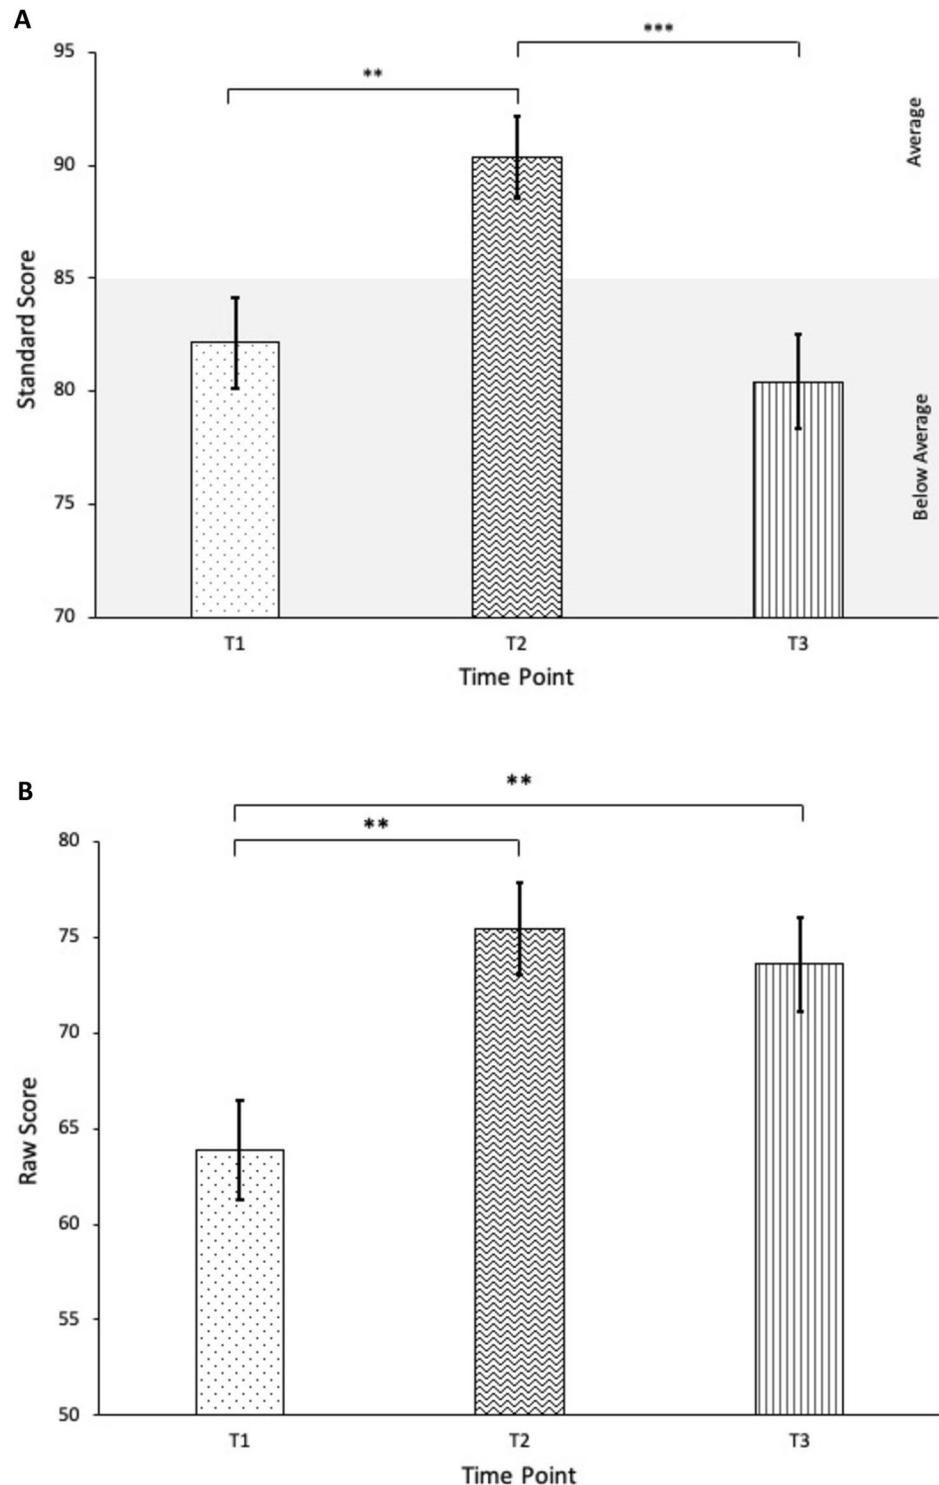 A
***
95
**
Average
90
85
Standard Score
80
Below Average
75
70
T1 T2 T3
Time Point
B
**
**
80
75
70
Raw Score
65
60
55
50
T1 T2 T3
Time Point